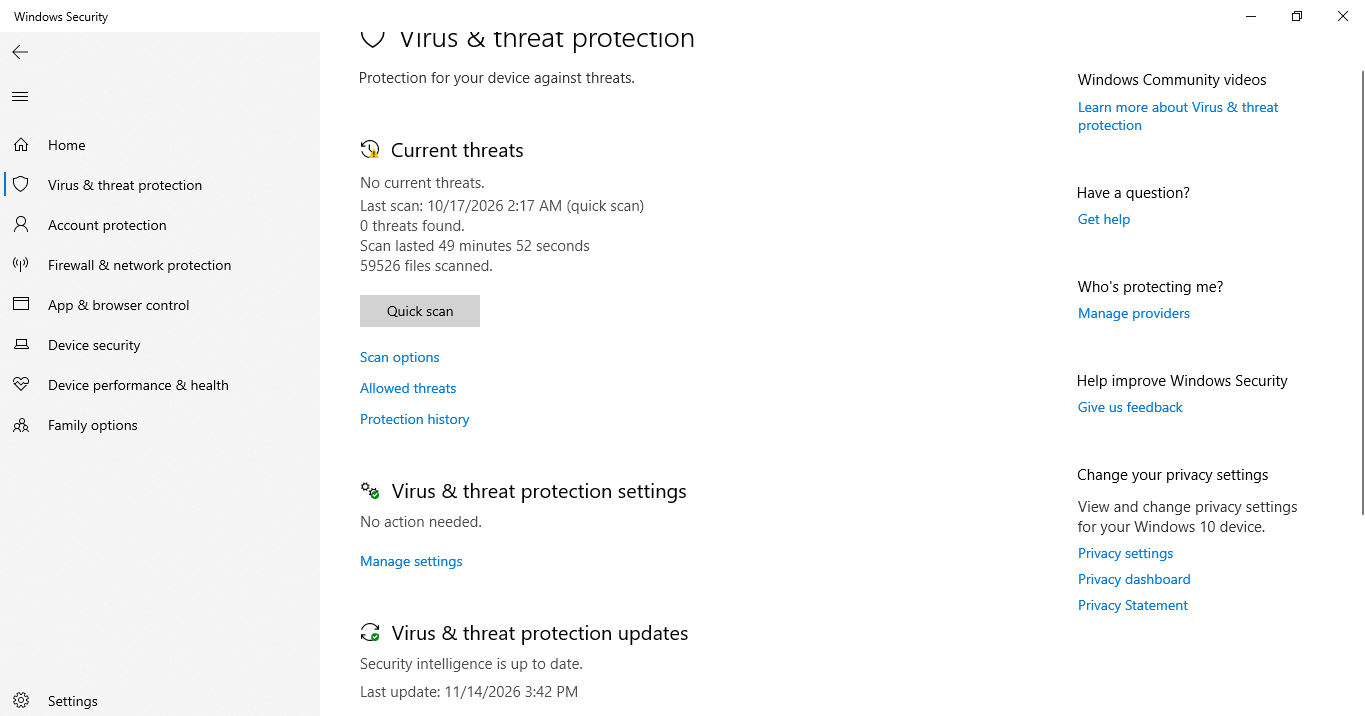 Windows Security
Home
Virus & threat protection
Account protection
Firewall & network protection
App & browser control
Device security
Device performance & health
Family options
Settings
Virus & threat protection
Protection for your device against threats.
Current threats
No current threats.
Last scan: 10/17/2026 2:17 AM (quick scan)
0 threats found.
Scan lasted 49 minutes 52 seconds
59526 files scanned.
Quick scan
Scan options
Allowed threats
Protection history
Virus & threat protection settings
No action needed.
Manage settings
Virus & threat protection updates
Security intelligence is up to date.
Last update: 11/14/2026 3:42 PM
Windows Community videos
Learn more about Virus & threat
protection
Have a question?
Get help
Who's protecting me?
Manage providers
Help improve Windows Security
Give us feedback
Change your privacy settings
View and change privacy settings
for your Windows 10 device.
Privacy settings
Privacy dashboard
Privacy Statement